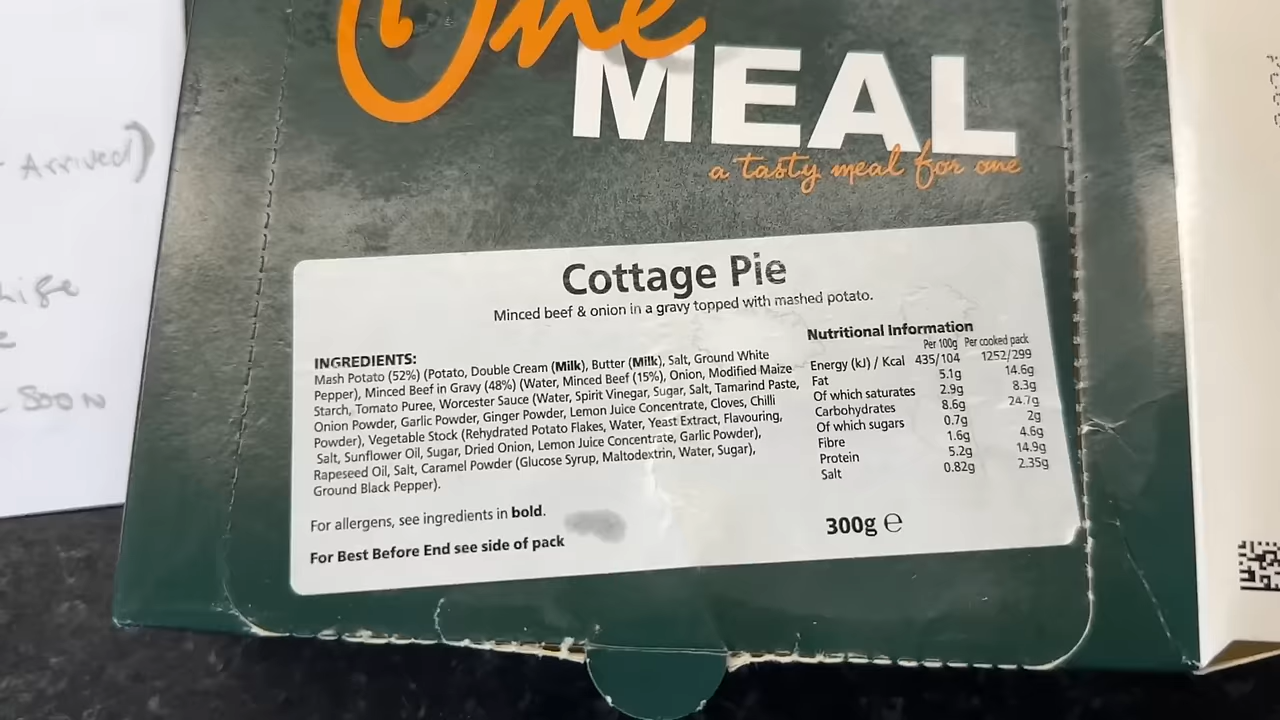 Arrived)
Soon
One
MEAL
a tasty meal for one
Cottage Pie
Minced beef & onion in a gravy topped with mashed potato.
INGREDIENTS:
Mash Potato (52%) (Potato, Double Cream (Milk), Butter (Milk), Salt, Ground White
Pepper), Minced Beef in Gravy (48%) (Water, Minced Beef (15%), Onion, Modified Maize
Starch, Tomato Puree, Worcester Sauce (Water, Spirit Vinegar, Sugar, Salt, Tamarind Paste,
Onion Powder, Garlic Powder, Ginger Powder, Lemon Juice Concentrate, Cloves, Chilli
Powder), Vegetable Stock (Rehydrated Potato Flakes, Water, Yeast Extract, Flavouring,
Salt, Sunflower Oil, Sugar, Dried Onion, Lemon Juice Concentrate, Garlic Powder),
Rapeseed Oil, Salt, Caramel Powder (Glucose Syrup, Maltodextrin, Water, Sugar),
Ground Black Pepper).
For allergens, see ingredients in bold.
For Best Before End see side of pack
Nutritional Information
Per 100g Per cooked pack
Energy (kJ) / Kcal 435/104 1252/299
Fat 5.1g 14.6g
Of which saturates 2.9g 8.3g
Carbohydrates 8.6g 24.7g
Of which sugars 0.7g 2g
Fibre 1.6g 4.6g
Protein 5.2g 14.9g
Salt 0.82g 2.35g
300g e